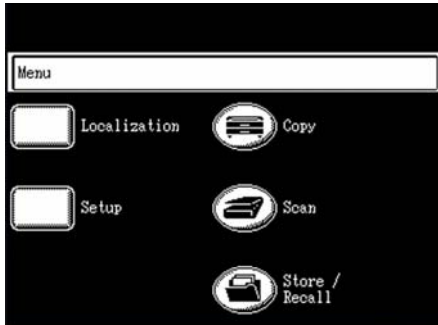 Menu
Localization
Copy
Setup
Scan
Store /
Recall